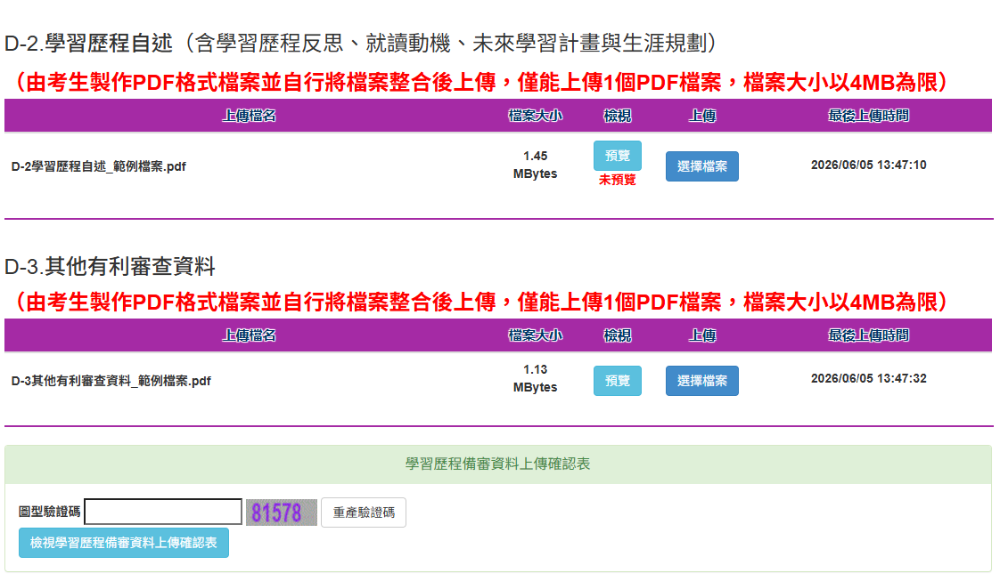 D-2.學習歷程自述（含學習歷程反思、就讀動機、未來學習計畫與生涯規劃）
（由考生製作PDF格式檔案並自行將檔案整合後上傳，僅能上傳1個PDF檔案，檔案大小以4MB為限）
上傳檔名 檔案大小 檢視 上傳 最後上傳時間
D-2學習歷程自述_範例檔案.pdf 1.45 MBytes 預覽 未預覽 選擇檔案 2026/06/05 13:47:10
D-3.其他有利審查資料
（由考生製作PDF格式檔案並自行將檔案整合後上傳，僅能上傳1個PDF檔案，檔案大小以4MB為限）
上傳檔名 檔案大小 檢視 上傳 最後上傳時間
D-3其他有利審查資料_範例檔案.pdf 1.13 MBytes 預覽 選擇檔案 2026/06/05 13:47:32
學習歷程備審資料上傳確認表
圖型驗證碼 81578 重產驗證碼
檢視學習歷程備審資料上傳確認表